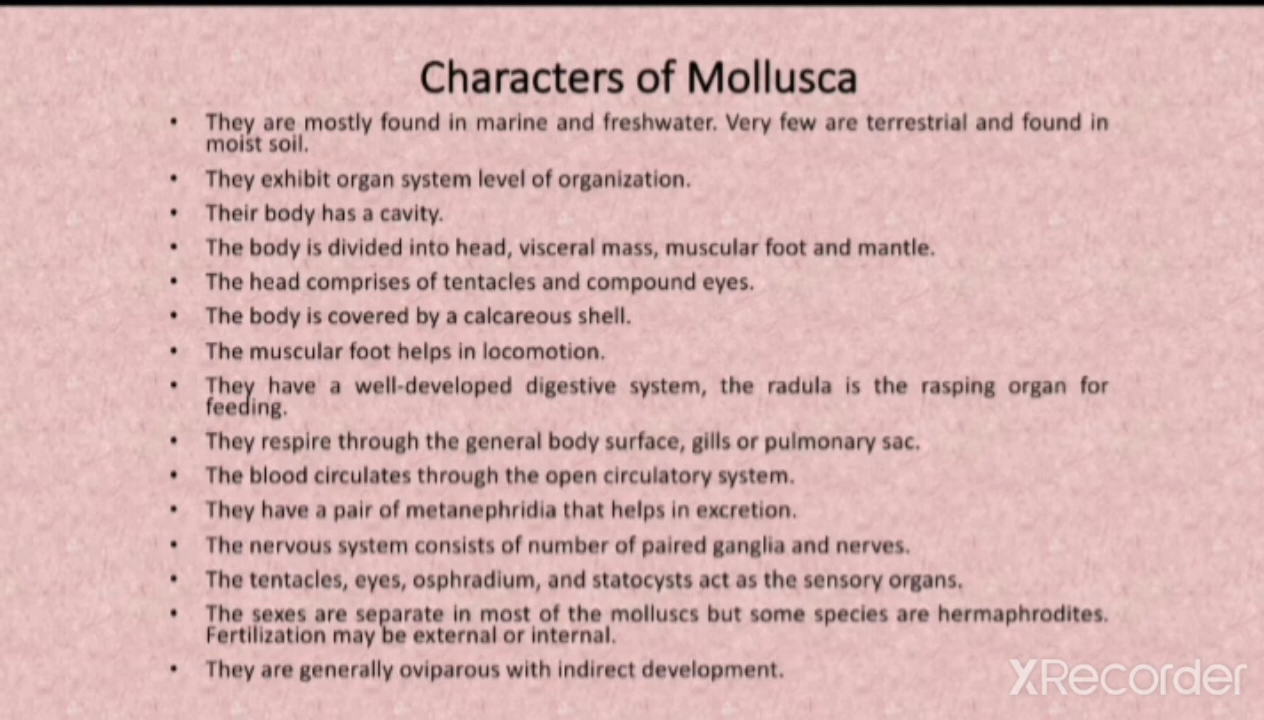 Characters of Mollusca
• They are mostly found in marine and freshwater. Very few are terrestrial and found in
moist soil.
• They exhibit organ system level of organization.
• Their body has a cavity.
• The body is divided into head, visceral mass, muscular foot and mantle.
• The head comprises of tentacles and compound eyes.
• The body is covered by a calcareous shell.
• The muscular foot helps in locomotion.
• They have a well-developed digestive system, the radula is the rasping organ for
feeding.
• They respire through the general body surface, gills or pulmonary sac.
• The blood circulates through the open circulatory system.
• They have a pair of metanephridia that helps in excretion.
• The nervous system consists of number of paired ganglia and nerves.
• The tentacles, eyes, osphradium, and statocysts act as the sensory organs.
• The sexes are separate in most of the molluscs but some species are hermaphrodites.
Fertilization may be external or internal.
• They are generally oviparous with indirect development.
XRecorder